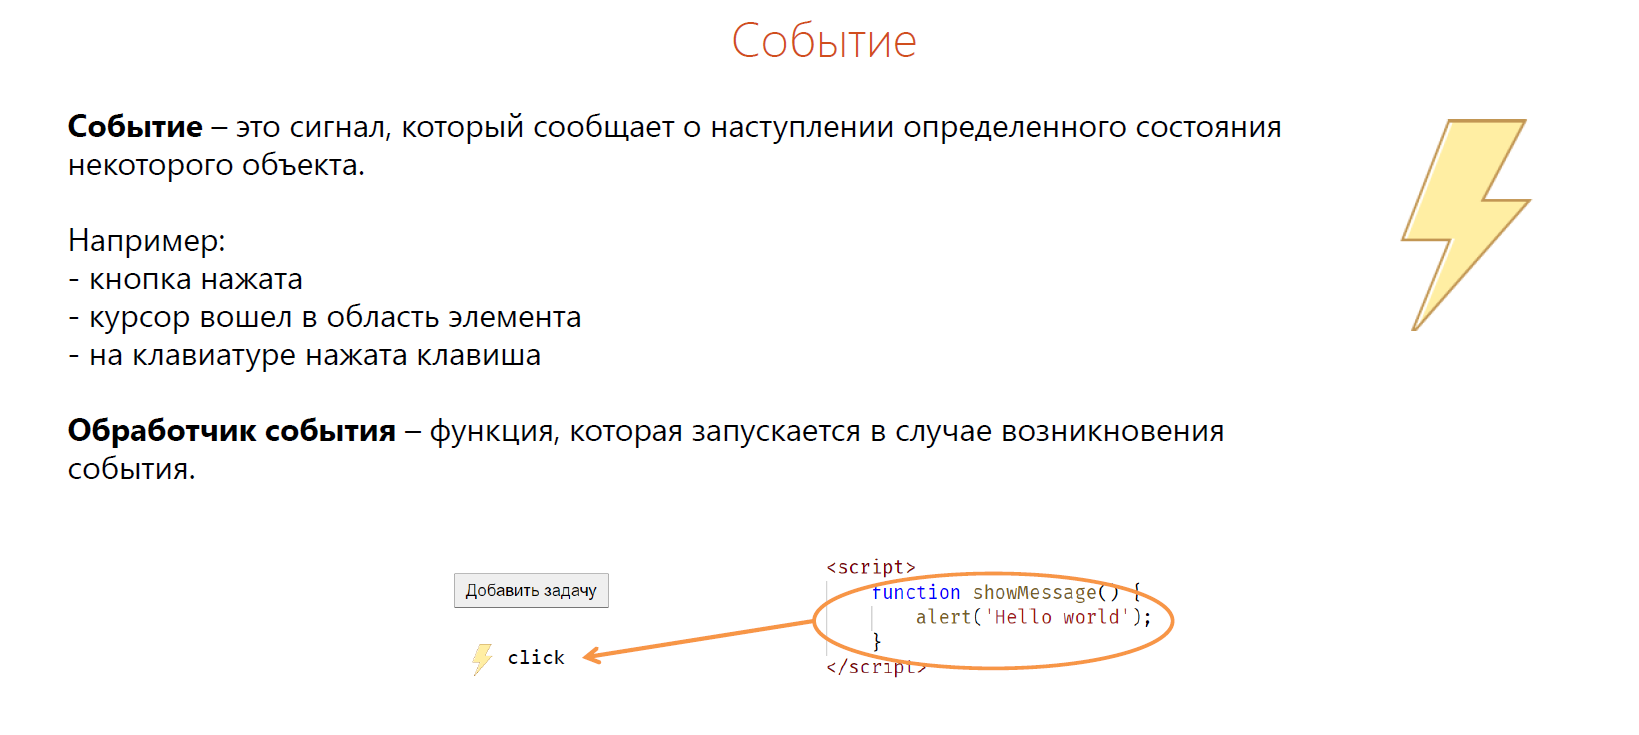 Событие
Событие – это сигнал, который сообщает о наступлении определенного состояния
некоторого объекта.
Например:
- кнопка нажата
- курсор вошел в область элемента
- на клавиатуре нажата клавиша
Обработчик события – функция, которая запускается в случае возникновения
события.
Добавить задачу
click
<script>
function showMessage() {
alert('Hello world');
}
</script>